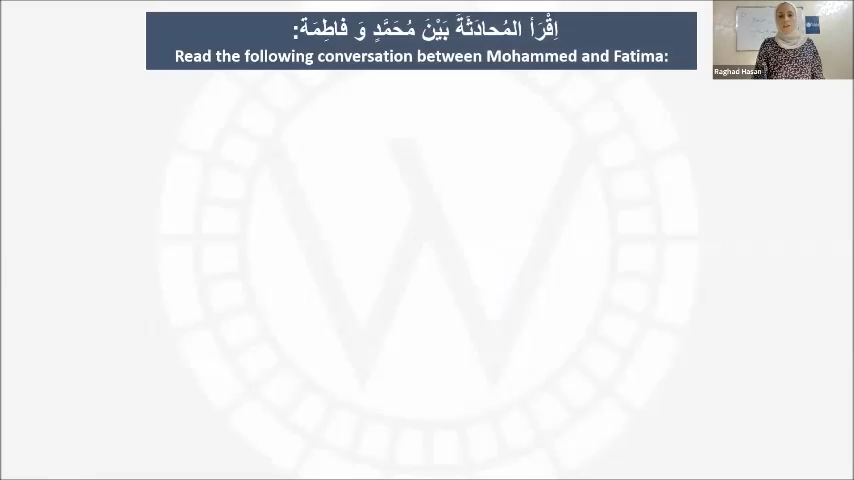 اِقْرَأ المُحادَثَةَ بَيْنَ مُحَمَّدٍ وَ فاطِمَة:
Read the following conversation between Mohammed and Fatima:
Raghad Hasan